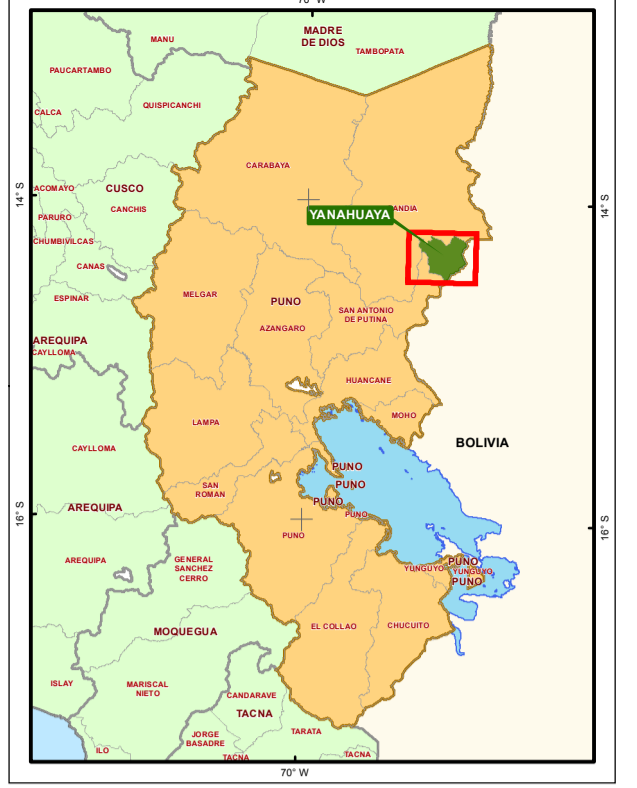 70° W
MADRE
DE DIOS
MANU
TAMBOPATA
PAUCARTAMBO
QUISPICANCHI
CALCA
CARABAYA
ACOMAYO
CUSCO
14° S
14° S
CANCHIS
ANDIA
PARURO
YANAHUAYA
CHUMBIVILCAS
CANAS
ESPINAR
MELGAR
PUNO
SAN ANTONIO
DE PUTINA
AZANGARO
AREQUIPA
CAYLLOMA
HUANCANE
MOHO
LAMPA
BOLIVIA
CAYLLOMA
PUNO
SAN
ROMAN
PUNO
PUNO
AREQUIPA
PUNO
16° S
16° S
PUNO
AREQUIPA
GENERAL
SANCHEZ
CERRO
PUNO
YUNGUYO
YUNGUYO
PUNO
MOQUEGUA
EL COLLAO
CHUCUITO
ISLAY
MARISCAL
NIETO
CANDARAVE
TACNA
JORGE
BASADRE
TARATA
ILO
TACNA
TACNA
70° W